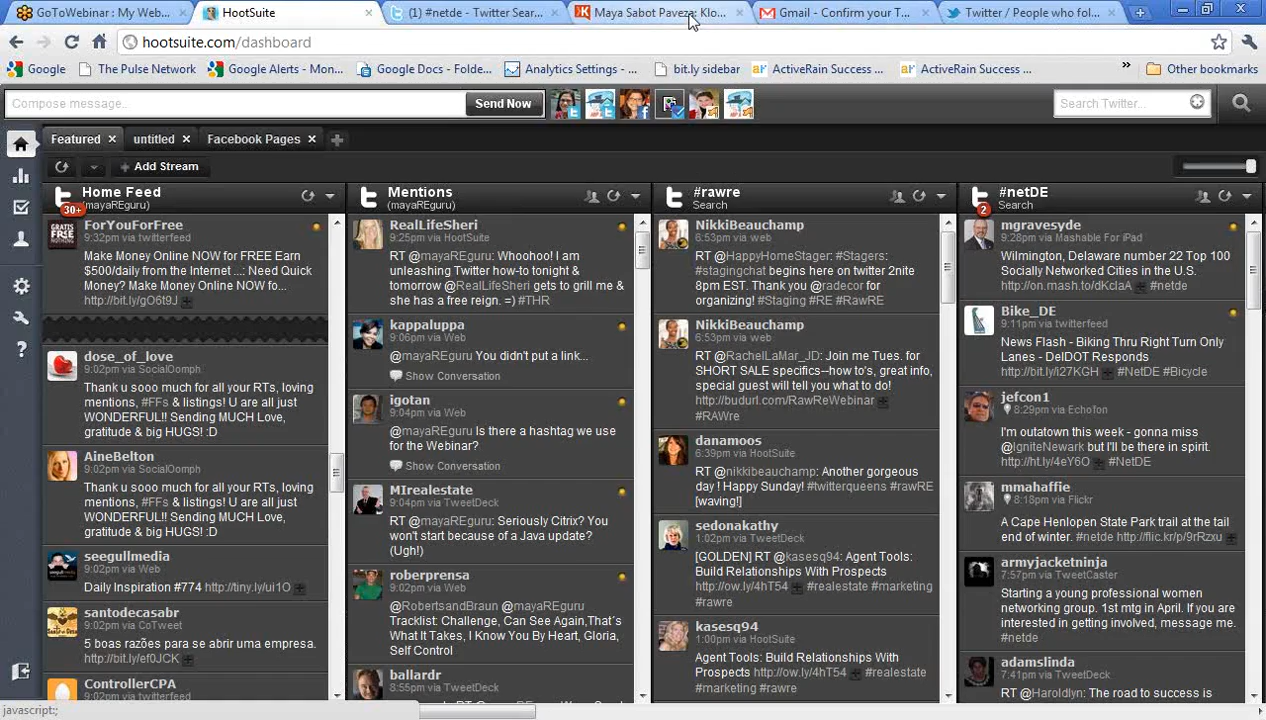 GoToWebinar : My Web...
HootSuite
(1) #netde - Twitter Sear...
Maya Sabot Paveza: Klo...
Gmail - Confirm your T...
Twitter / People who fol...
hootsuite.com/dashboard
Google
The Pulse Network
Google Alerts - Mon...
Google Docs - Folde...
Analytics Settings - ...
bit.ly sidebar
ActiveRain Success ...
ActiveRain Success ...
Other bookmarks
Compose message..
Send Now
Search Twitter...
Featured
untitled
Facebook Pages
Add Stream
Home Feed
(mayaREguru)
30+
ForYouForFree
9:32pm via twitterfeed
Make Money Online NOW for FREE Earn
$500/daily from the Internet ...: Need Quick
Money? Make Money Online NOW fo...
http://bit.ly/gO6t9J
dose_of_love
9:02pm via SocialOomph
Thank u sooo much for all your RTs, loving
mentions, #FFs & listings! U are all just
WONDERFUL!! Sending MUCH Love,
gratitude & big HUGS! :D
AineBelton
9:02pm via SocialOomph
Thank u sooo much for all your RTs, loving
mentions, #FFs & listings! U are all just
WONDERFUL!! Sending MUCH Love,
gratitude & big HUGS! :D
seegullmedia
9:02pm via Web
Daily Inspiration #774 http://tiny.ly/ui1O
santodecasabr
9:02pm via CoTweet
5 boas razões para se abrir uma empresa.
http://bit.ly/ef0JCK
ControllerCPA
9:02pm via twitterfeed
javascript:;
Mentions
(mayaREguru)
RealLifeSheri
9:25pm via HootSuite
RT @mayaREguru: Whoohoo! I am
unleashing Twitter how-to tonight &
tomorrow @RealLifeSheri gets to grill me &
she has a free reign. =) #THR
kappaluppa
9:06pm via Web
@mayaREguru You didn't put a link...
Show Conversation
igotan
9:04pm via Web
@mayaREguru Is there a hashtag we use
for the Webinar?
Show Conversation
MIrealestate
9:04pm via TweetDeck
RT @mayaREguru: Seriously Citrix? You
won't start because of a Java update?
(Ugh!)
roberprensa
9:02pm via Web
@RobertsandBraun @mayaREguru
Tracklist: Challenge, Can See Again,That´s
What It Takes, I Know You By Heart, Gloria,
Self Control
ballardr
8:55pm via TweetDeck
#rawre
Search
NikkiBeauchamp
6:53pm via web
RT @HappyHomeStager: #Stagers:
#stagingchat begins here on twitter 2nite
8pm EST. Thank you @radecor for
organizing! #Staging #RE #RawRE
NikkiBeauchamp
6:53pm via web
RT @RachelLaMar_JD: Join me Tues. for
SHORT SALE specifics--how to's, great info,
special guest will tell you what to do!
http://budurl.com/RawReWebinar
#RAWre
danamoos
6:39pm via HootSuite
RT @nikkibeauchamp: Another gorgeous
day ! Happy Sunday! #twitterqueens #rawRE
[waving!]
sedonakathy
1:02pm via TweetDeck
[GOLDEN] RT @kasesq94: Agent Tools:
Build Relationships With Prospects
http://ow.ly/4hT54 #realestate #marketing
#rawre
kasesq94
1:00pm via HootSuite
Agent Tools: Build Relationships With
Prospects http://ow.ly/4hT54 #realestate
#marketing #rawre
#netDE
Search
2
mgravesyde
9:28pm via Mashable For iPad
Wilmington, Delaware number 22 Top 100
Socially Networked Cities in the U.S.
http://on.mash.to/dKclaA #netde
Bike_DE
9:11pm via twitterfeed
News Flash - Biking Thru Right Turn Only
Lanes - DelDOT Responds
http://bit.ly/i27KGH #NetDE #Bicycle
jefcon1
8:29pm via Echofon
I'm outatown this week - gonna miss
@IgniteNewark but I'll be there in spirit.
http://ht.ly/4eY6O #NetDE
mmahaffie
8:18pm via Flickr
A Cape Henlopen State Park trail at the tail
end of winter. #netde http://flic.kr/p/9rRzxu
armyjacketninja
7:57pm via TweetCaster
Starting a young professional women
networking group. 1st mtg in April. If you are
interested in getting involved, message me.
#netde
adamslinda
7:15pm via TweetDeck
RT @Haroldlyn: The road to success is